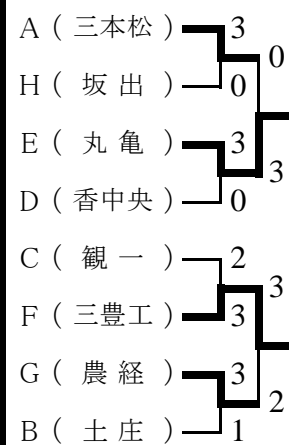 A ( 三本松 ) 3
0
H ( 坂 出 ) 0
E ( 丸 亀 ) 3
3
D ( 香中央 ) 0
C ( 観 一 ) 2
3
F ( 三豊工 ) 3
G ( 農 経 ) 3
2
B ( 土 庄 ) 1